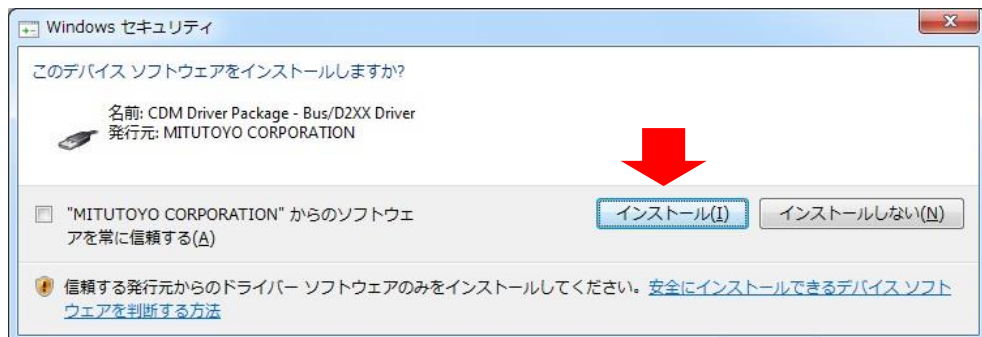 Windows セキュリティ
このデバイス ソフトウェアをインストールしますか?
名前: CDM Driver Package - Bus/D2XX Driver
発行元: MITUTOYO CORPORATION
"MITUTOYO CORPORATION" からのソフトウェ
アを常に信頼する(A)
インストール(I)
インストールしない(N)
信頼する発行元からのドライバー ソフトウェアのみをインストールしてください。安全にインストールできるデバイス ソフト
ウェアを判断する方法